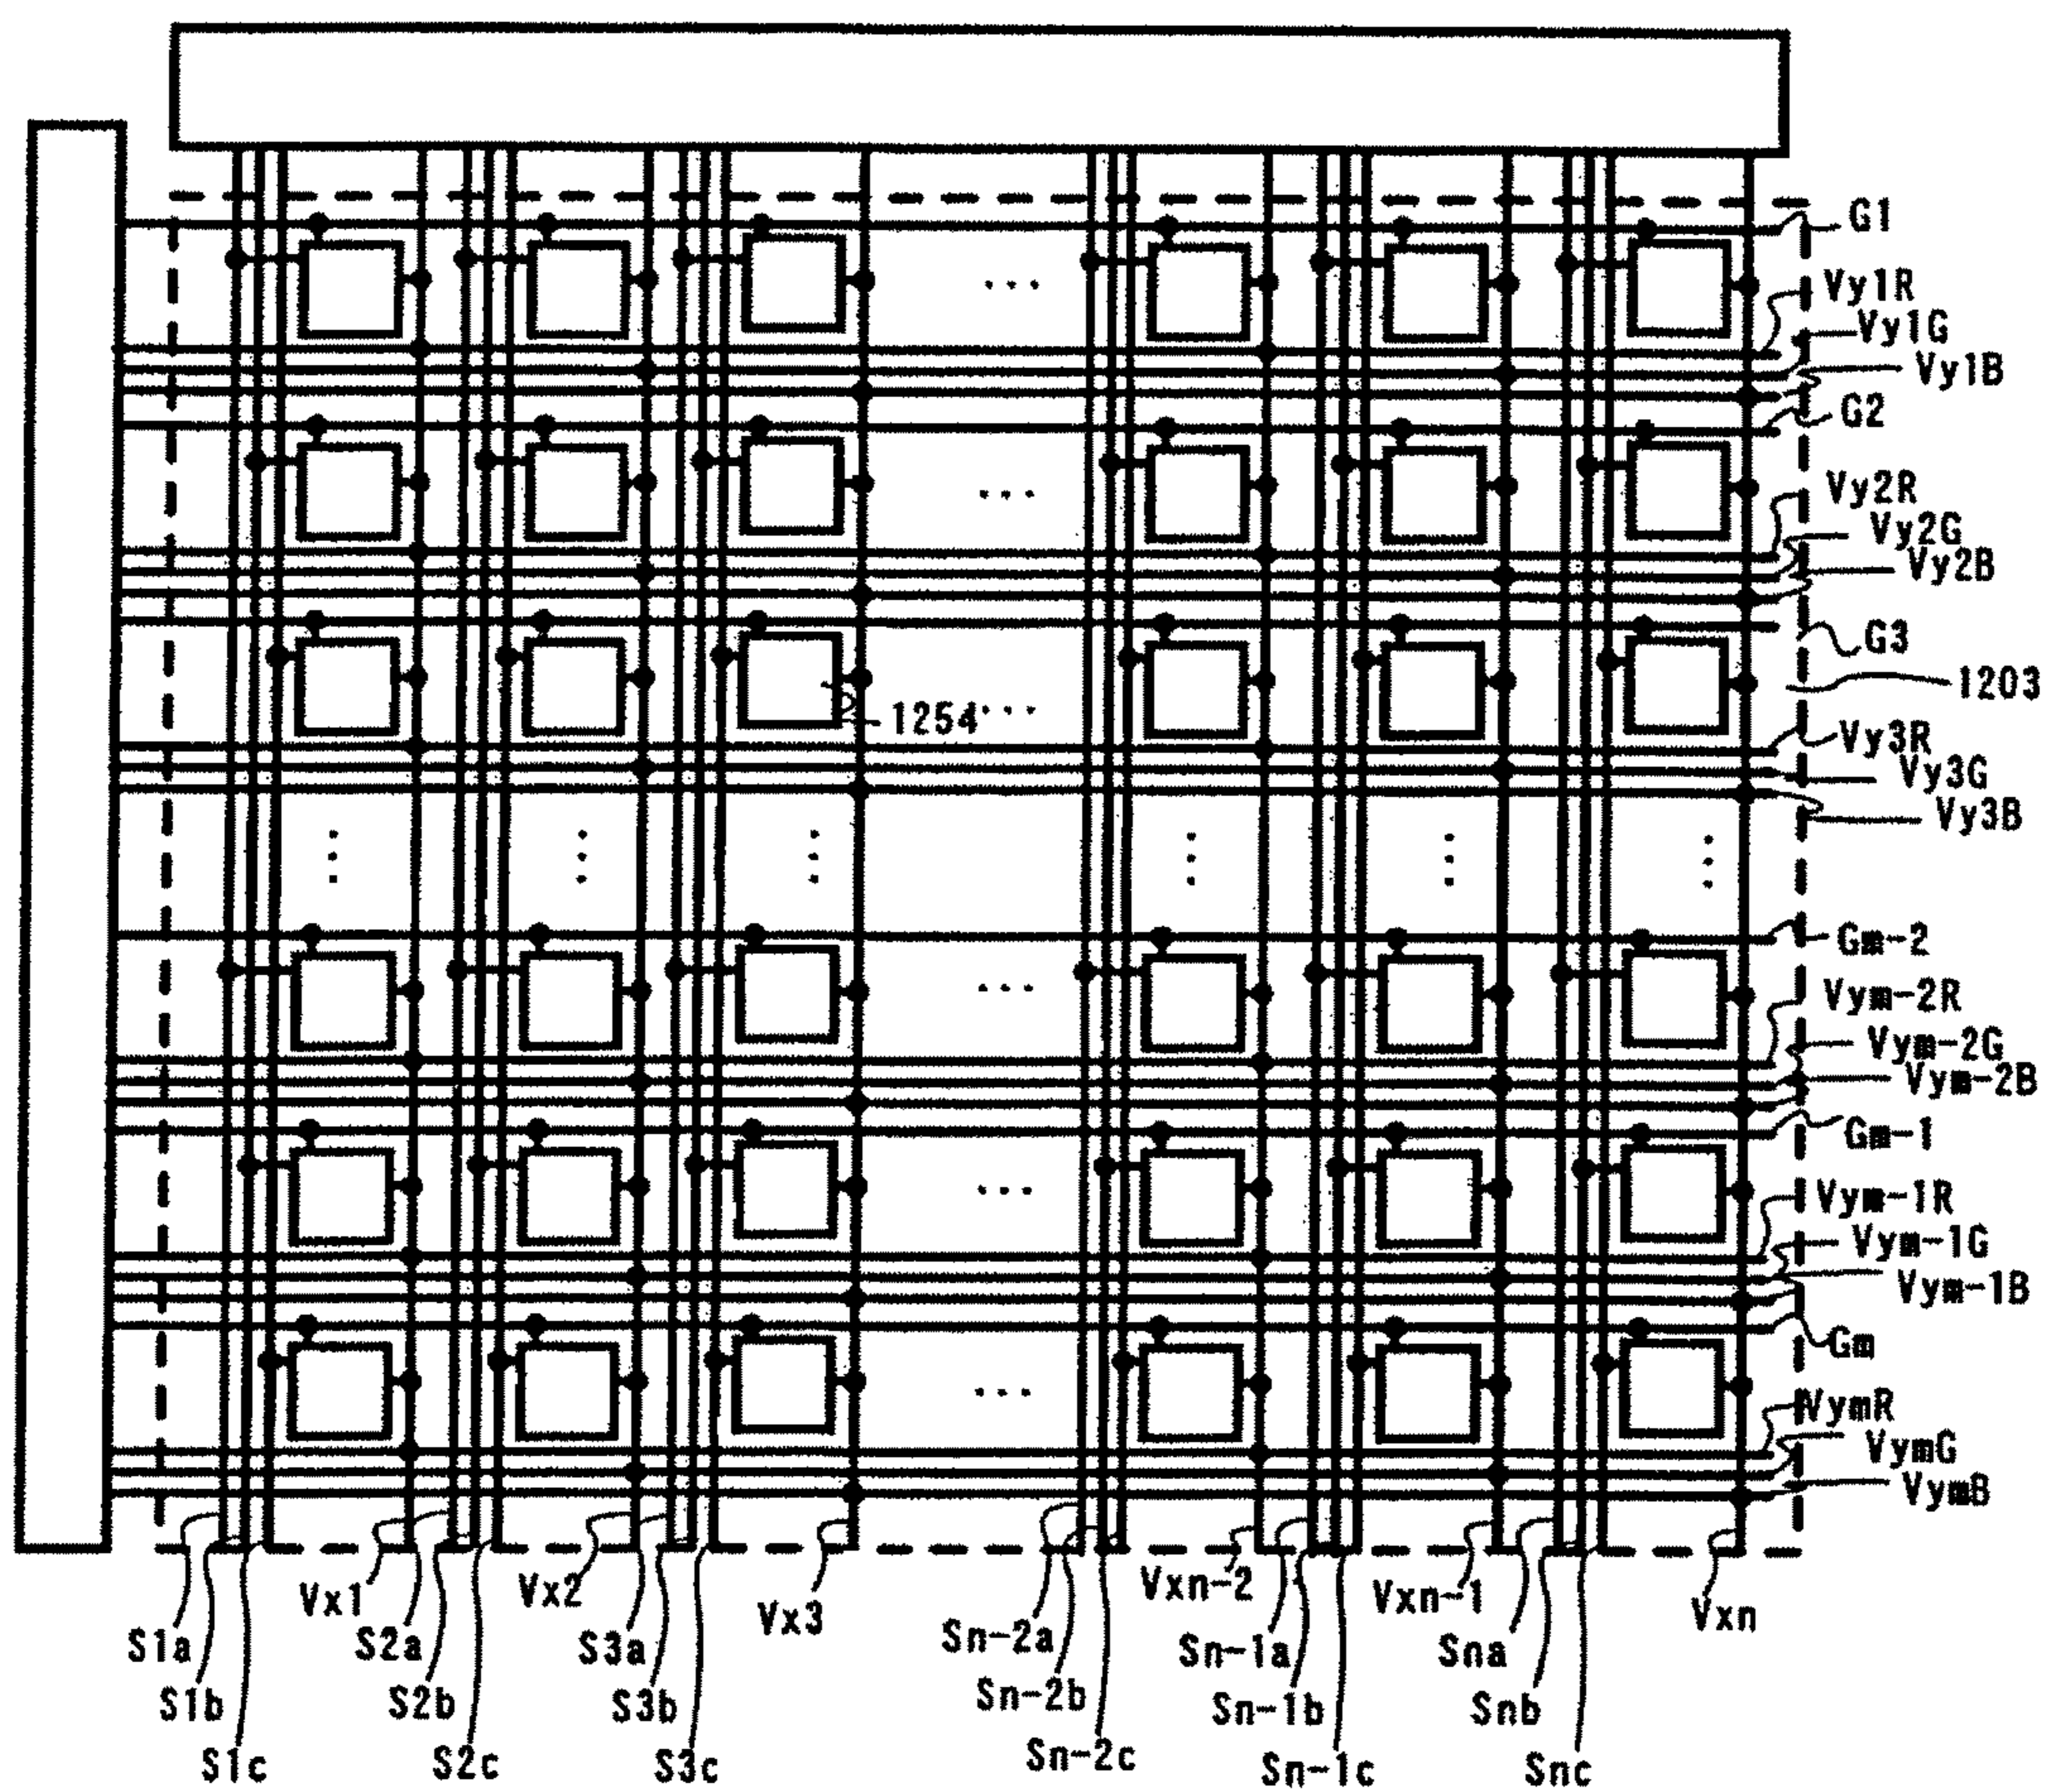 G1
Vy1R
Vy1G
Vy1B
G2
Vy2R
Vy2G
Vy2B
G3
1203
1254
Vy3R
Vy3G
Vy3B
Gm-2
Vym-2R
Vym-2G
Vym-2B
Gm-1
Vym-1R
Vym-1G
Vym-1B
Gm
VymR
VymG
VymB
Vx1
Vx2
Vx3
Vxn-2
Vxn-1
Vxn
S1a
S2a
S3a
Sn-2a
Sn-1a
Sna
S1b
S2b
S3b
Sn-2b
Sn-1b
Snb
S1c
S2c
S3c
Sn-2c
Sn-1c
Snc